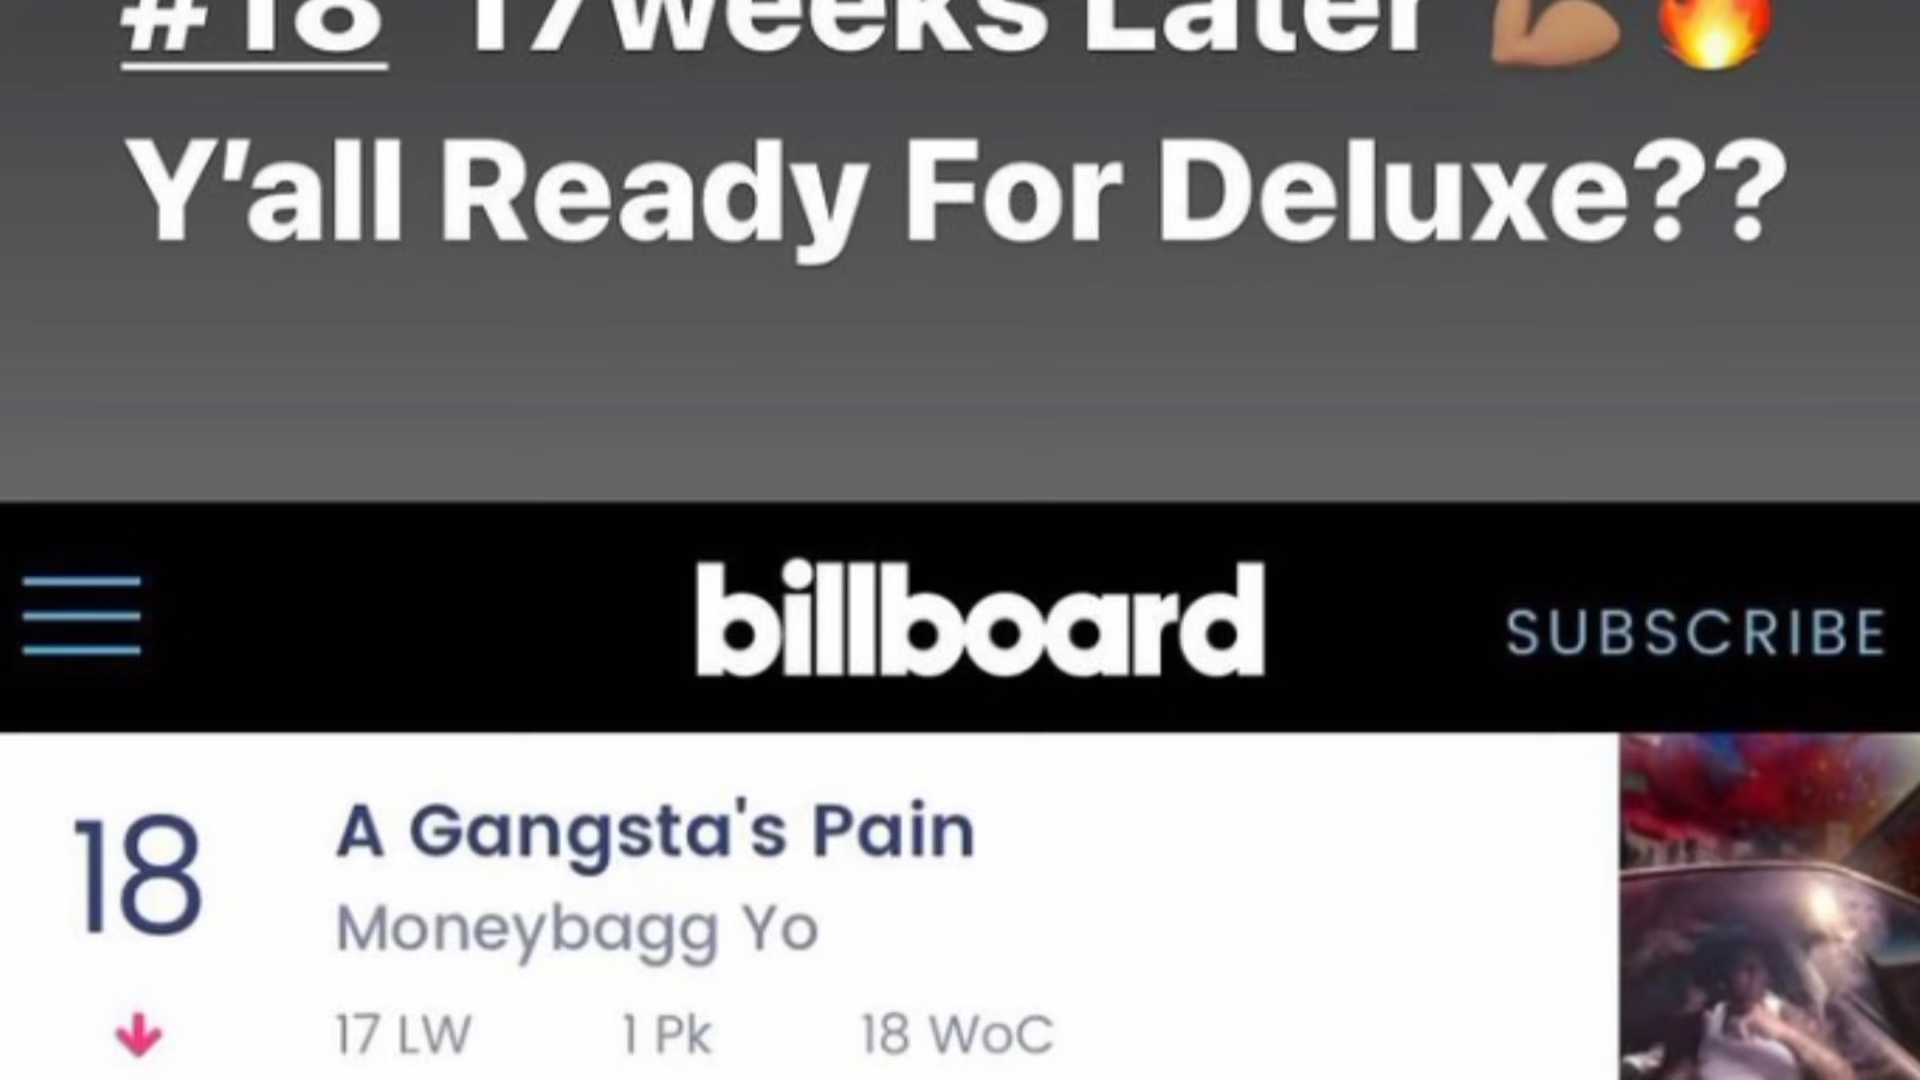 #18 17weeks Later 💪🏽🔥
Y'all Ready For Deluxe??
billboard
SUBSCRIBE
18
A Gangsta's Pain
Moneybagg Yo
17 LW 1 Pk 18 WoC